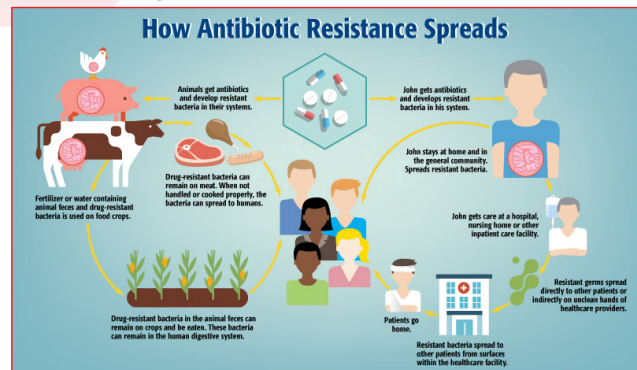 How Antibiotic Resistance Spreads
Animals get antibiotics
and develop resistant
bacteria in their systems.
John gets antibiotics
and develops resistant
bacteria in his system.
John stays at home and in
the general community.
Spreads resistant bacteria.
Drug-resistant bacteria can
remain on meat. When not
handled or cooked properly, the
bacteria can spread to humans.
Fertilizer or water containing
animal feces and drug-resistant
bacteria is used on food crops.
John gets care at a hospital,
nursing home or other
inpatient care facility.
Resistant germs spread
directly to other patients or
indirectly on unclean hands of
healthcare providers.
Drug-resistant bacteria in the animal feces can
remain on crops and be eaten. These bacteria
can remain in the human digestive system.
Patients go
home.
Resistant bacteria spread to
other patients from surfaces
within the healthcare facility.